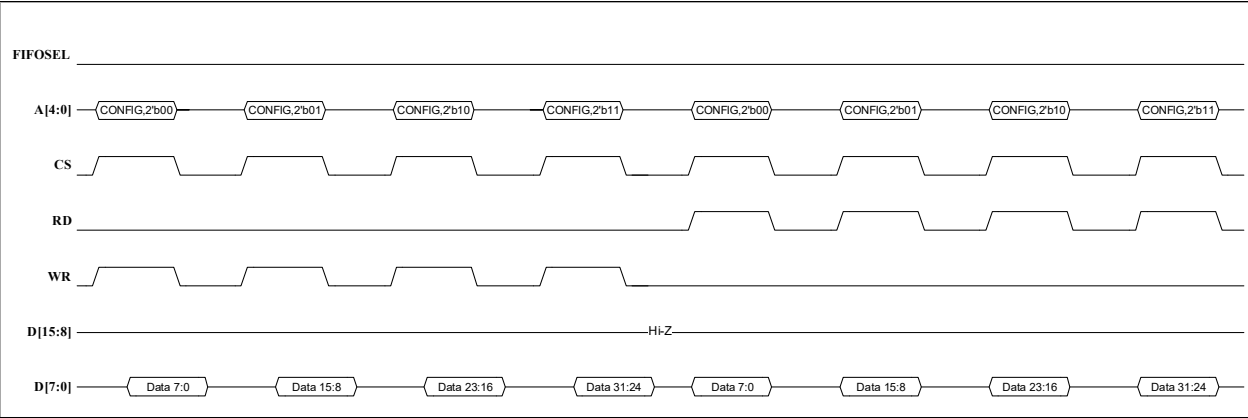 FIFOSEL
A[4:0] CONFIG,2'b00 CONFIG,2'b01 CONFIG,2'b10 CONFIG,2'b11 CONFIG,2'b00 CONFIG,2'b01 CONFIG,2'b10 CONFIG,2'b11
CS
RD
WR
D[15:8] Hi-Z
D[7:0] Data 7:0 Data 15:8 Data 23:16 Data 31:24 Data 7:0 Data 15:8 Data 23:16 Data 31:24